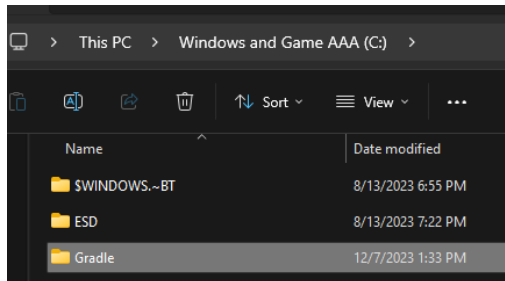 This PC > Windows and Game AAA (C:) >
Sort View
Name Date modified
$WINDOWS.~BT 8/13/2023 6:55 PM
ESD 8/13/2023 7:22 PM
Gradle 12/7/2023 1:33 PM